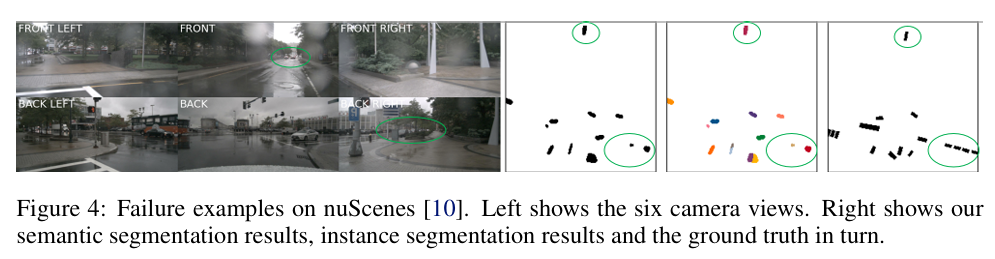 FRONT LEFT
FRONT
FRONT RIGHT
BACK LEFT
BACK
BACK RIGHT
Figure 4: Failure examples on nuScenes [10]. Left shows the six camera views. Right shows our
semantic segmentation results, instance segmentation results and the ground truth in turn.